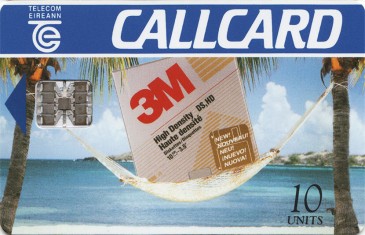 TELECOM
EIREANN
CALLCARD
3M
High Density DS,HD
Haute densité
"NEW!
NOUVEAU!
NEU!
¡NUEVO!
NUOVA!
10
UNITS